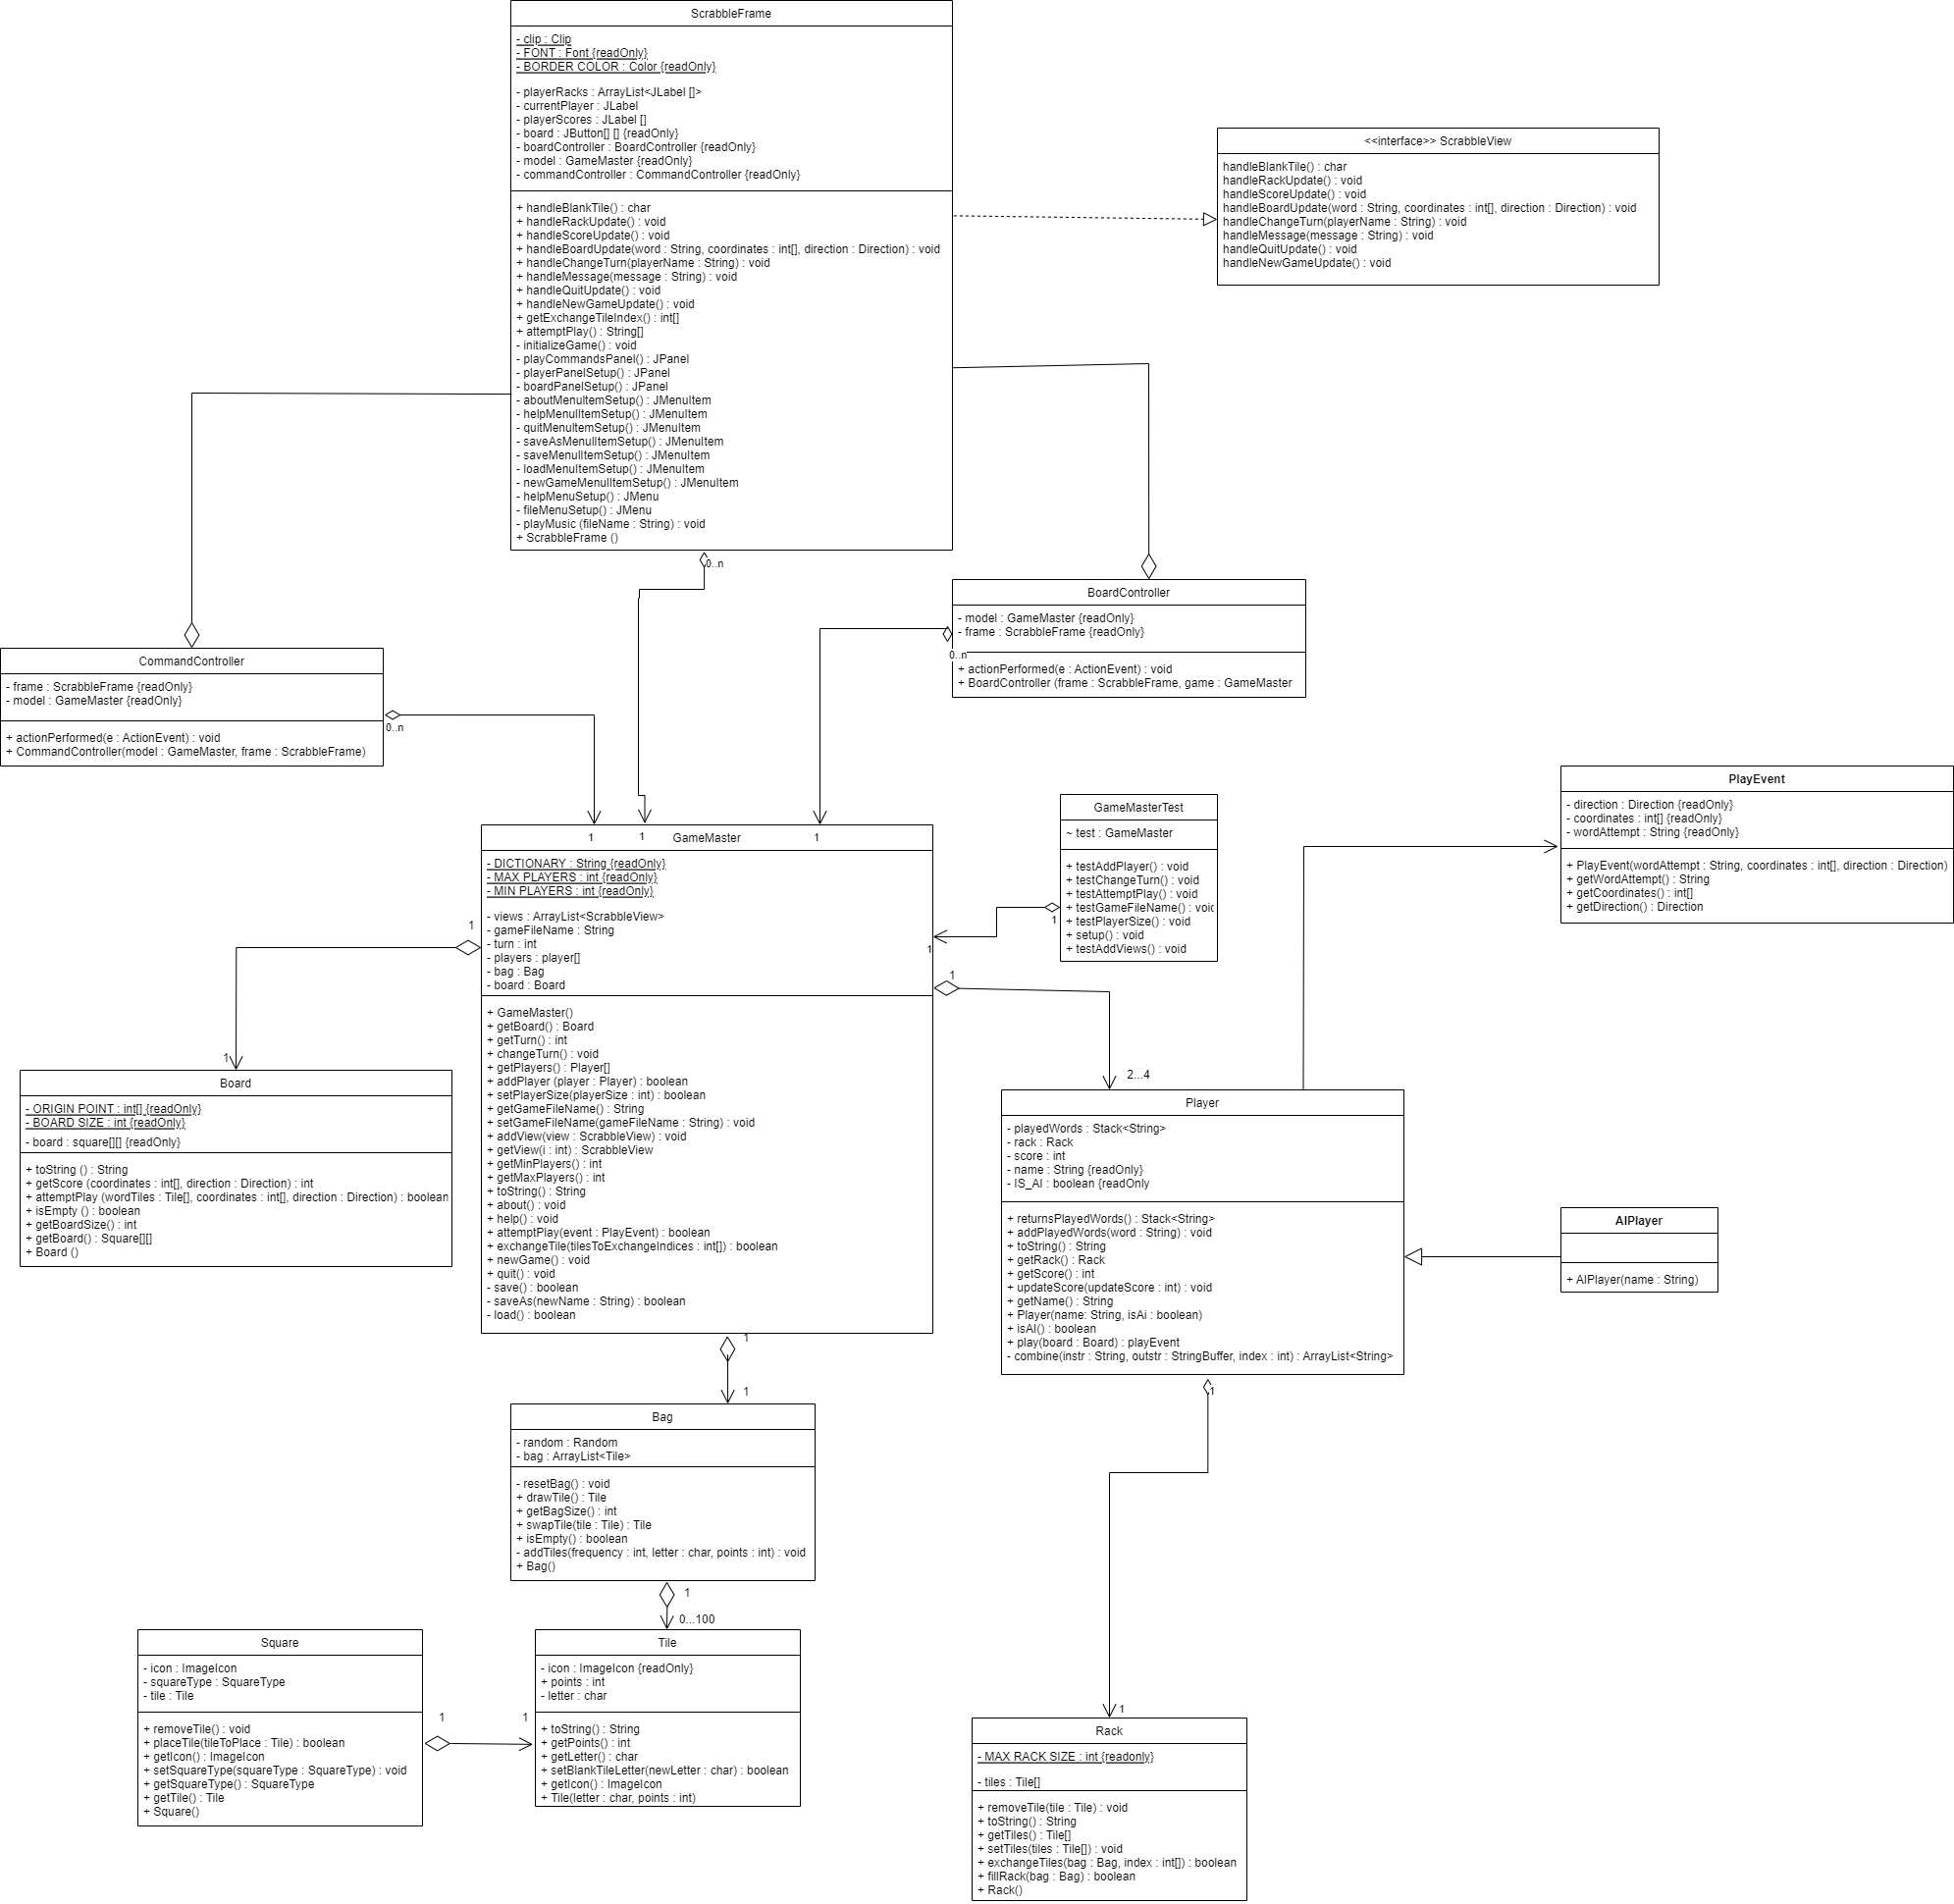 ScrabbleFrame
- clip : Clip
- FONT : Font {readOnly}
- BORDER COLOR : Color {readOnly}
- playerRacks : ArrayList<JLabel []>
- currentPlayer : JLabel
- playerScores : JLabel []
- board : JButton[] [] {readOnly}
- boardController : BoardController {readOnly}
- model : GameMaster {readOnly}
- commandController : CommandController {readOnly}
+ handleBlankTile() : char
+ handleRackUpdate() : void
+ handleScoreUpdate() : void
+ handleBoardUpdate(word : String, coordinates : int[], direction : Direction) : void
+ handleChangeTurn(playerName : String) : void
+ handleMessage(message : String) : void
+ handleQuitUpdate() : void
+ handleNewGameUpdate() : void
+ getExchangeTileIndex() : int[]
+ attemptPlay() : String[]
- initializeGame() : void
- playCommandsPanel() : JPanel
- playerPanelSetup() : JPanel
- boardPanelSetup() : JPanel
- aboutMenuItemSetup() : JMenuItem
- helpMenuItemSetup() : JMenuItem
- quitMenuItemSetup() : JMenuItem
- saveAsMenuItemSetup() : JMenuItem
- saveMenuItemSetup() : JMenuItem
- loadMenuItemSetup() : JMenuItem
- newGameMenuItemSetup() : JMenuItem
- helpMenuSetup() : JMenu
- fileMenuSetup() : JMenu
- playMusic (fileName : String) : void
+ ScrabbleFrame ()
0..n
<<interface>> ScrabbleView
handleBlankTile() : char
handleRackUpdate() : void
handleScoreUpdate() : void
handleBoardUpdate(word : String, coordinates : int[], direction : Direction) : void
handleChangeTurn(playerName : String) : void
handleMessage(message : String) : void
handleQuitUpdate() : void
handleNewGameUpdate() : void
BoardController
- model : GameMaster {readOnly}
- frame : ScrabbleFrame {readOnly}
0..n
+ actionPerformed(e : ActionEvent) : void
+ BoardController (frame : ScrabbleFrame, game : GameMaster
CommandController
- frame : ScrabbleFrame {readOnly}
- model : GameMaster {readOnly}
0..n
+ actionPerformed(e : ActionEvent) : void
+ CommandController(model : GameMaster, frame : ScrabbleFrame)
PlayEvent
- direction : Direction {readOnly}
- coordinates : int[] {readOnly}
- wordAttempt : String {readOnly}
+ PlayEvent(wordAttempt : String, coordinates : int[], direction : Direction)
+ getWordAttempt() : String
+ getCoordinates() : int[]
+ getDirection() : Direction
GameMasterTest
~ test : GameMaster
+ testAddPlayer() : void
+ testChangeTurn() : void
+ testAttemptPlay() : void
+ testGameFileName() : void
+ testPlayerSize() : void
+ setup() : void
+ testAddViews() : void
1
1
1
1
1
GameMaster
- DICTIONARY : String {readOnly}
- MAX PLAYERS : int {readOnly}
- MIN PLAYERS : int {readOnly}
- views : ArrayList<ScrabbleView>
- gameFileName : String
- turn : int
- players : player[]
- bag : Bag
- board : Board
+ GameMaster()
+ getBoard() : Board
+ getTurn() : int
+ changeTurn() : void
+ getPlayers() : Player[]
+ addPlayer (player : Player) : boolean
+ setPlayerSize(playerSize : int) : boolean
+ getGameFileName() : String
+ setGameFileName(gameFileName : String) : void
+ addView(view : ScrabbleView) : void
+ getView(i : int) : ScrabbleView
+ getMinPlayers() : int
+ getMaxPlayers() : int
+ toString() : String
+ about() : void
+ help() : void
+ attemptPlay(event : PlayEvent) : boolean
+ exchangeTile(tilesToExchangeIndices : int[]) : boolean
+ newGame() : void
+ quit() : void
- save() : boolean
- saveAs(newName : String) : boolean
- load() : boolean
1
1
1
2...4
Board
- ORIGIN POINT : int[] {readOnly}
- BOARD SIZE : int {readOnly}
- board : square[][] {readOnly}
+ toString () : String
+ getScore (coordinates : int[], direction : Direction) : int
+ attemptPlay (wordTiles : Tile[], coordinates : int[], direction : Direction) : boolean
+ isEmpty () : boolean
+ getBoardSize() : int
+ getBoard() : Square[][]
+ Board ()
Player
- playedWords : Stack<String>
- rack : Rack
- score : int
- name : String {readOnly}
- IS_AI : boolean {readOnly
+ returnsPlayedWords() : Stack<String>
+ addPlayedWords(word : String) : void
+ toString() : String
+ getRack() : Rack
+ getScore() : int
+ updateScore(updateScore : int) : void
+ getName() : String
+ Player(name: String, isAi : boolean)
+ isAI() : boolean
+ play(board : Board) : playEvent
- combine(instr : String, outstr : StringBuffer, index : int) : ArrayList<String>
1
AIPlayer
+ AIPlayer(name : String)
1
1
Bag
- random : Random
- bag : ArrayList<Tile>
- resetBag() : void
+ drawTile() : Tile
+ getBagSize() : int
+ swapTile(tile : Tile) : Tile
+ isEmpty() : boolean
- addTiles(frequency : int, letter : char, points : int) : void
+ Bag()
1
0...100
Square
- icon : ImageIcon
- squareType : SquareType
- tile : Tile
+ removeTile() : void
+ placeTile(tileToPlace : Tile) : boolean
+ getIcon() : ImageIcon
+ setSquareType(squareType : SquareType) : void
+ getSquareType() : SquareType
+ getTile() : Tile
+ Square()
1
1
Tile
- icon : ImageIcon {readOnly}
+ points : int
- letter : char
+ toString() : String
+ getPoints() : int
+ getLetter() : char
+ setBlankTileLetter(newLetter : char) : boolean
+ getIcon() : ImageIcon
+ Tile(letter : char, points : int)
1
Rack
- MAX RACK SIZE : int {readonly}
- tiles : Tile[]
+ removeTile(tile : Tile) : void
+ toString() : String
+ getTiles() : Tile[]
+ setTiles(tiles : Tile[]) : void
+ exchangeTiles(bag : Bag, index : int[]) : boolean
+ fillRack(bag : Bag) : boolean
+ Rack()